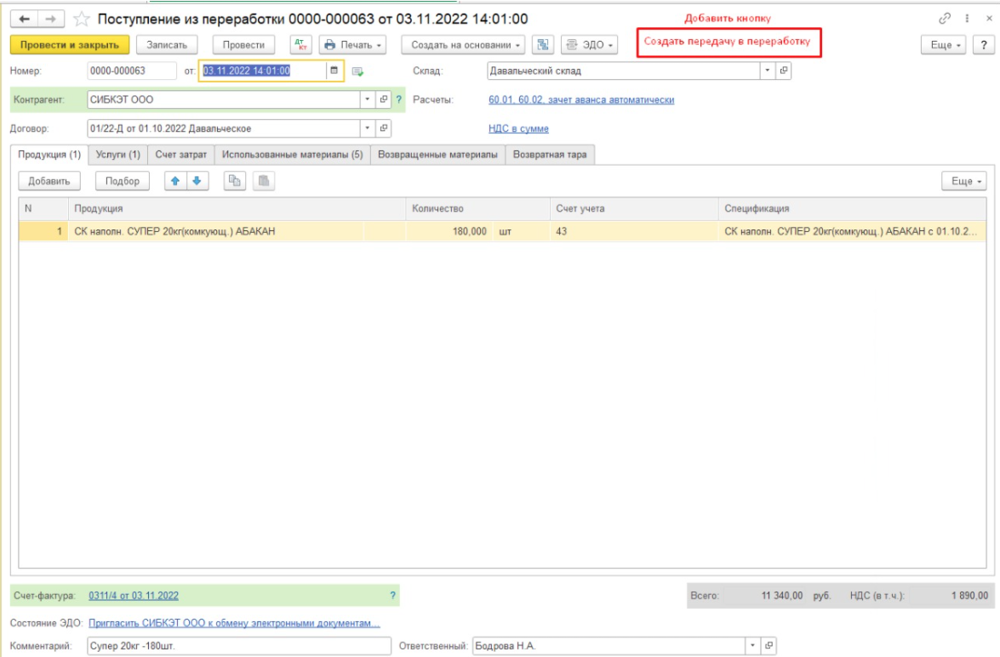 Поступление из переработки 0000-000063 от 03.11.2022 14:01:00
Добавить кнопку
Провести и закрыть Записать Провести Дт Кт Печать Создать на основании ЭДО Создать передачу в переработку Еще ?
Номер: 0000-000063 от: 03.11.2022 14:01:00 Склад: Давальческий склад
Контрагент: СИБКЭТ ООО ? Расчеты: 60.01, 60.02, зачет аванса автоматически
Договор: 01/22-Д от 01.10.2022 Давальческое НДС в сумме
Продукция (1) Услуги (1) Счет затрат Использованные материалы (5) Возвращенные материалы Возвратная тара
Добавить Подбор Еще
N Продукция Количество Счет учета Спецификация
1 СК наполн. СУПЕР 20кг(комкующ.) АБАКАН 180,000 шт 43 СК наполн. СУПЕР 20кг(комкующ.) АБАКАН с 01.10.2...
Счет-фактура: 0311/4 от 03.11.2022 ? Всего: 11 340,00 руб. НДС (в т.ч.): 1 890,00
Состояние ЭДО: Пригласить СИБКЭТ ООО к обмену электронными документам...
Комментарий: Супер 20кг -180шт. Ответственный: Бодрова Н.А.